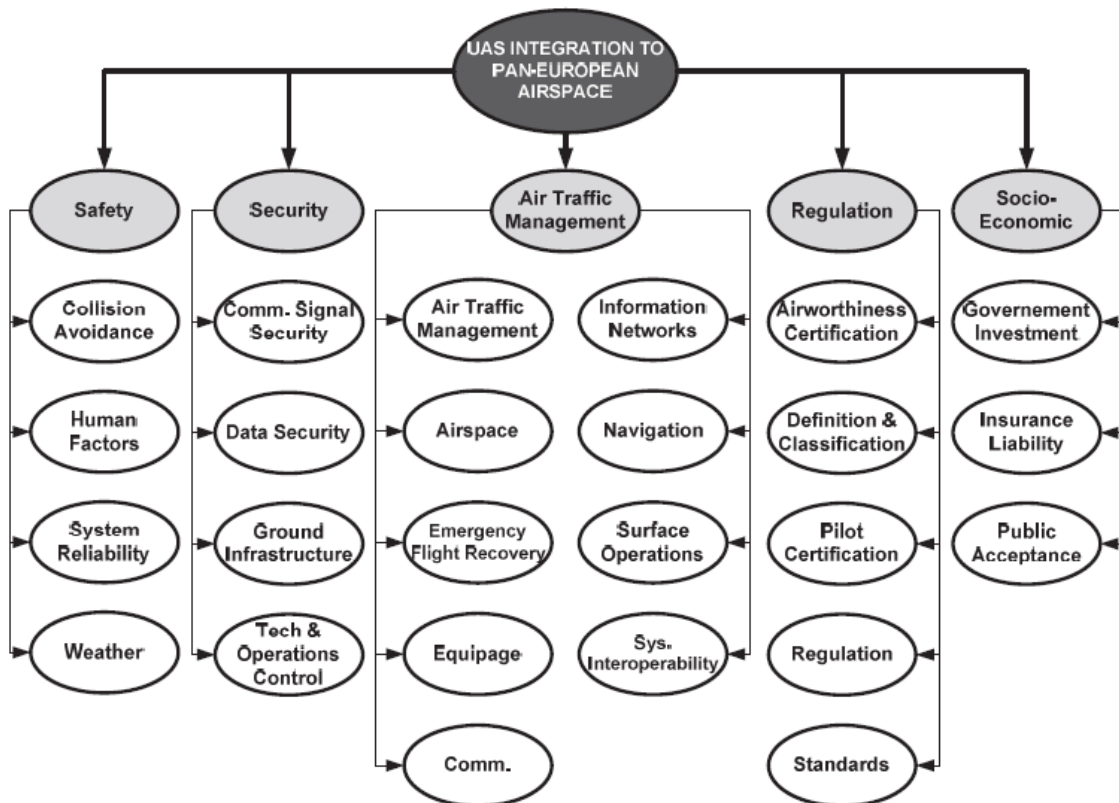 UAS INTEGRATION TO
PAN-EUROPEAN
AIRSPACE
Safety
Security
Air Traffic
Management
Regulation
Socio-
Economic
Collision
Avoidance
Comm. Signal
Security
Air Traffic
Management
Information
Networks
Airworthiness
Certification
Governement
Investment
Human
Factors
Data Security
Airspace
Navigation
Definition &
Classification
Insurance
Liability
System
Reliability
Ground
Infrastructure
Emergency
Flight Recovery
Surface
Operations
Pilot
Certification
Public
Acceptance
Weather
Tech &
Operations
Control
Equipage
Sys.
Interoperability
Regulation
Comm.
Standards